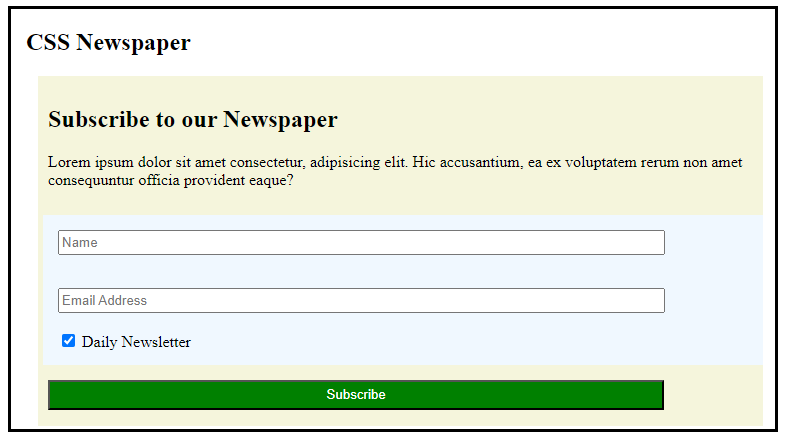 CSS Newspaper
Subscribe to our Newspaper
Lorem ipsum dolor sit amet consectetur, adipisicing elit. Hic accusantium, ea ex voluptatem rerum non amet
consequuntur officia provident eaque?
Name
Email Address
Daily Newsletter
Subscribe